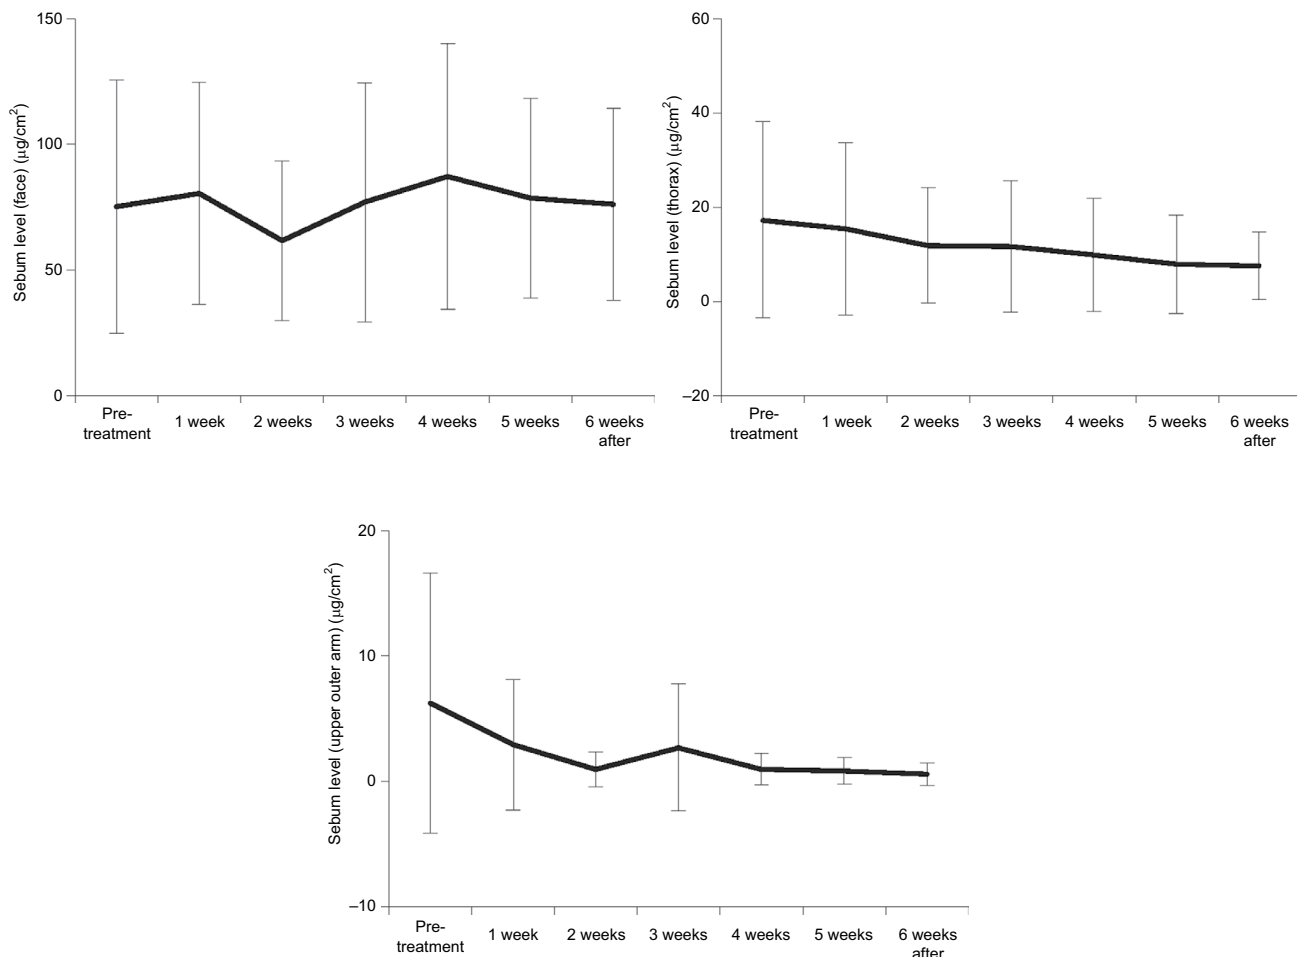 Sebum level (face) (μg/cm²)
150
100
50
0
Pre-
treatment
1 week
2 weeks
3 weeks
4 weeks
5 weeks
6 weeks
after
Sebum level (thorax) (μg/cm²)
60
40
20
0
–20
Pre-
treatment
1 week
2 weeks
3 weeks
4 weeks
5 weeks
6 weeks
after
Sebum level (upper outer arm) (μg/cm²)
20
10
0
–10
Pre-
treatment
1 week
2 weeks
3 weeks
4 weeks
5 weeks
6 weeks
after